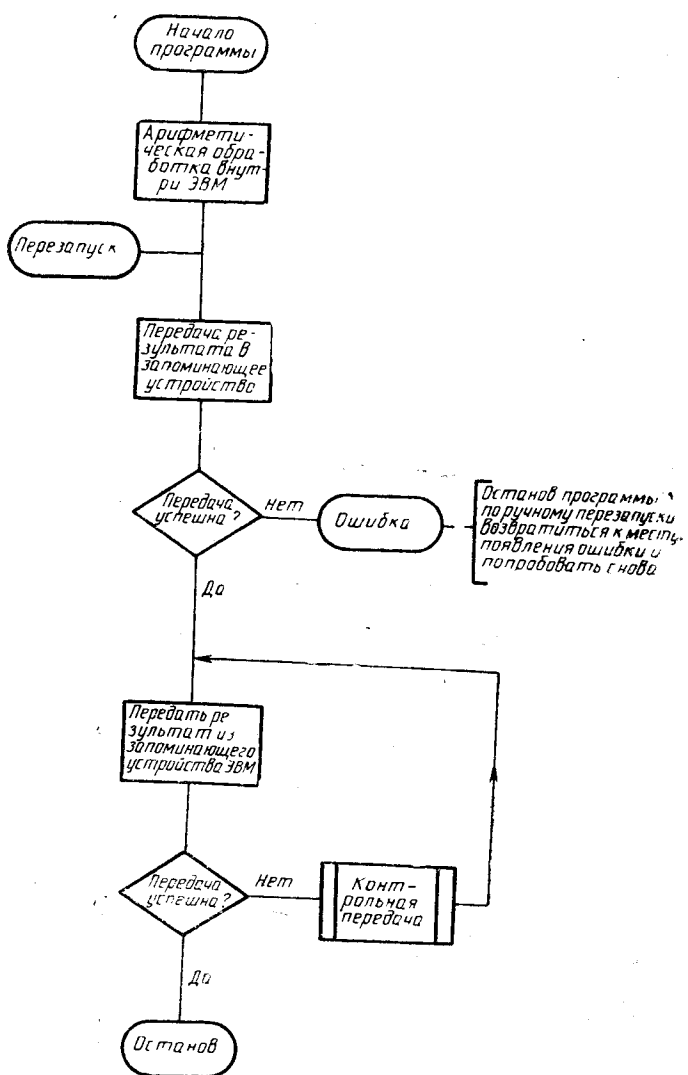 Начало
программы
Арифмети-
ческая обра-
ботка внут-
ри ЭВМ
Перезапуск
Передача ре-
зультата в
запоминающее
устройство
Передача
успешна?
Нет
Ошибка
Останов программы
по ручному перезапуски
возвратиться к месту
появления ошибки и
попробовать снова
Да
Передать ре
зультат из
запоминающего
устройства ЭВМ
Передача
успешна?
Нет
Конт-
рольная
передача
Да
Останов